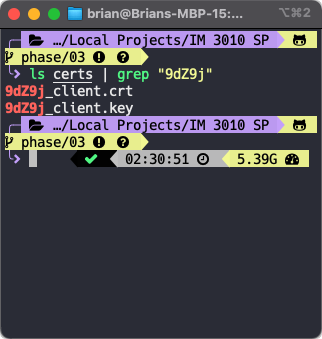 brian@Brians-MBP-15:... ⌥⌘2
…/Local Projects/IM 3010 SP
phase/03 ! ?
ls certs | grep "9dZ9j"
9dZ9j_client.crt
9dZ9j_client.key
…/Local Projects/IM 3010 SP
phase/03 ! ?
✔ 02:30:51 5.39G